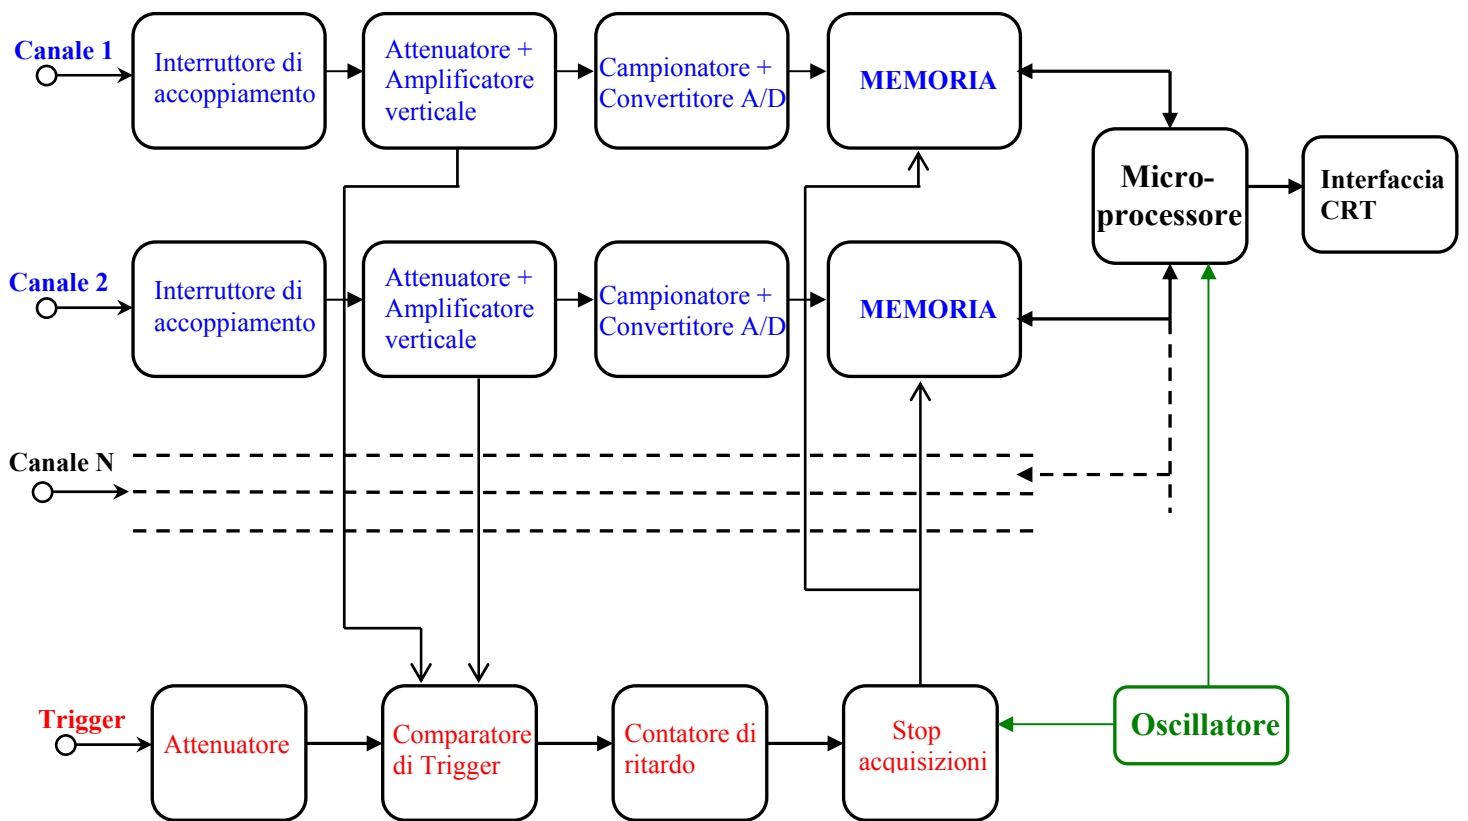 Canale 1
Interruttore di
accoppiamento
Attenuatore +
Amplificatore
verticale
Campionatore +
Convertitore A/D
MEMORIA
Micro-
processore
Interfaccia
CRT
Canale 2
Interruttore di
accoppiamento
Attenuatore +
Amplificatore
verticale
Campionatore +
Convertitore A/D
MEMORIA
Canale N
Trigger
Attenuatore
Comparatore
di Trigger
Contatore di
ritardo
Stop
acquisizioni
Oscillatore